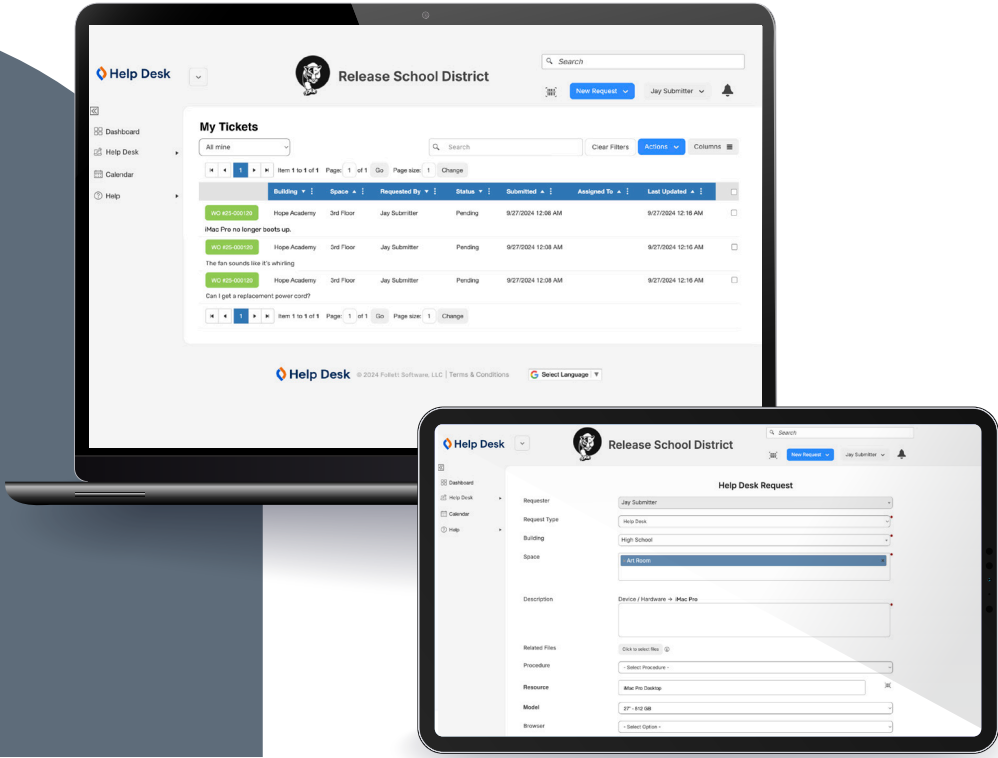 Search
Help Desk
Release School District
New Request
Jay Submitter
Dashboard
Help Desk
Calendar
Help
My Tickets
All mine
Search
Clear Filters
Actions
Columns
1 Item 1 to 1 of 1 Page: 1 of 1 Go Page size: 1 Change
Building Space Requested By Status Submitted Assigned To Last Updated
WO #25-000120 Hope Academy 3rd Floor Jay Submitter Pending 9/27/2024 12:08 AM 9/27/2024 12:16 AM
iMac Pro no longer boots up.
WO #25-000120 Hope Academy 3rd Floor Jay Submitter Pending 9/27/2024 12:08 AM 9/27/2024 12:16 AM
The fan sounds like it's whirling
WO #25-000120 Hope Academy 3rd Floor Jay Submitter Pending 9/27/2024 12:08 AM 9/27/2024 12:16 AM
Can I get a replacement power cord?
1 Item 1 to 1 of 1 Page: 1 of 1 Go Page size: 1 Change
Help Desk © 2024 Follett Software, LLC | Terms & Conditions
G Select Language ▼
Search
Help Desk
Release School District
New Request
Jay Submitter
Dashboard
Help Desk
Calendar
Help
Help Desk Request
Requester Jay Submitter
Request Type Help Desk
Building High School
Space - Art Room
Description Device / Hardware → iMac Pro
Related Files Click to select files
Procedure - Select Procedure -
Resource iMac Pro Desktop
Model 27" - 512 GB
Browser - Select Option -